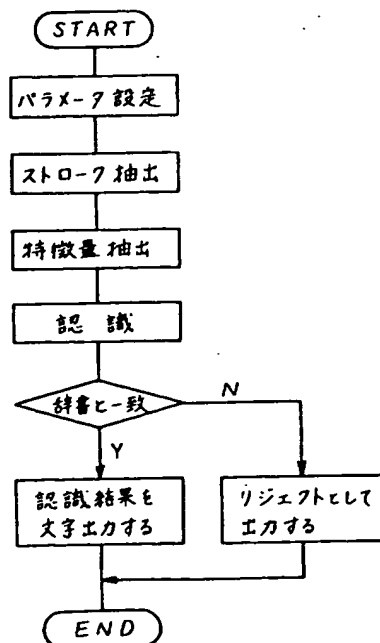 START
パラメータ設定
ストローク抽出
特徴量抽出
認 識
辞書と一致
N
Y
認識結果を
文字出力する
リジェクトとして
出力する
END